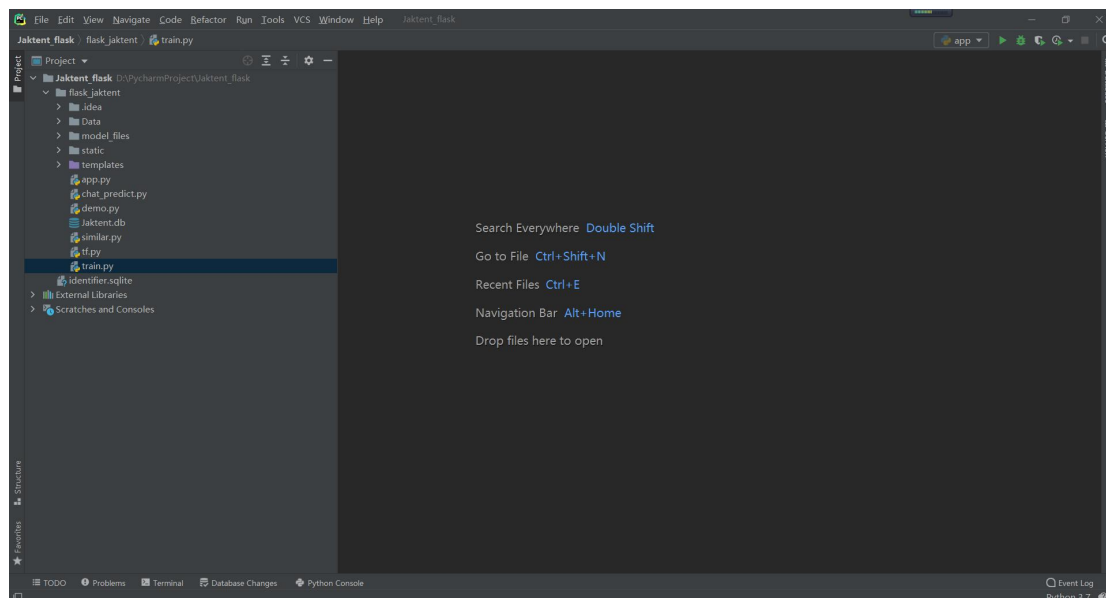 File Edit View Navigate Code Refactor Run Tools VCS Window Help Jaktent_flask
Jaktent_flask flask_jaktent train.py
app
Project
Project
Jaktent_flask D:\PycharmProject\Jaktent_flask
flask_jaktent
.idea
Data
model_files
static
templates
app.py
chat_predict.py
demo.py
Jaktent.db
similar.py
tf.py
train.py
identifier.sqlite
External Libraries
Scratches and Consoles
Search Everywhere Double Shift
Go to File Ctrl+Shift+N
Recent Files Ctrl+E
Navigation Bar Alt+Home
Drop files here to open
Structure
Favorites
TODO Problems Terminal Database Changes Python Console
Event Log
Python 3.7